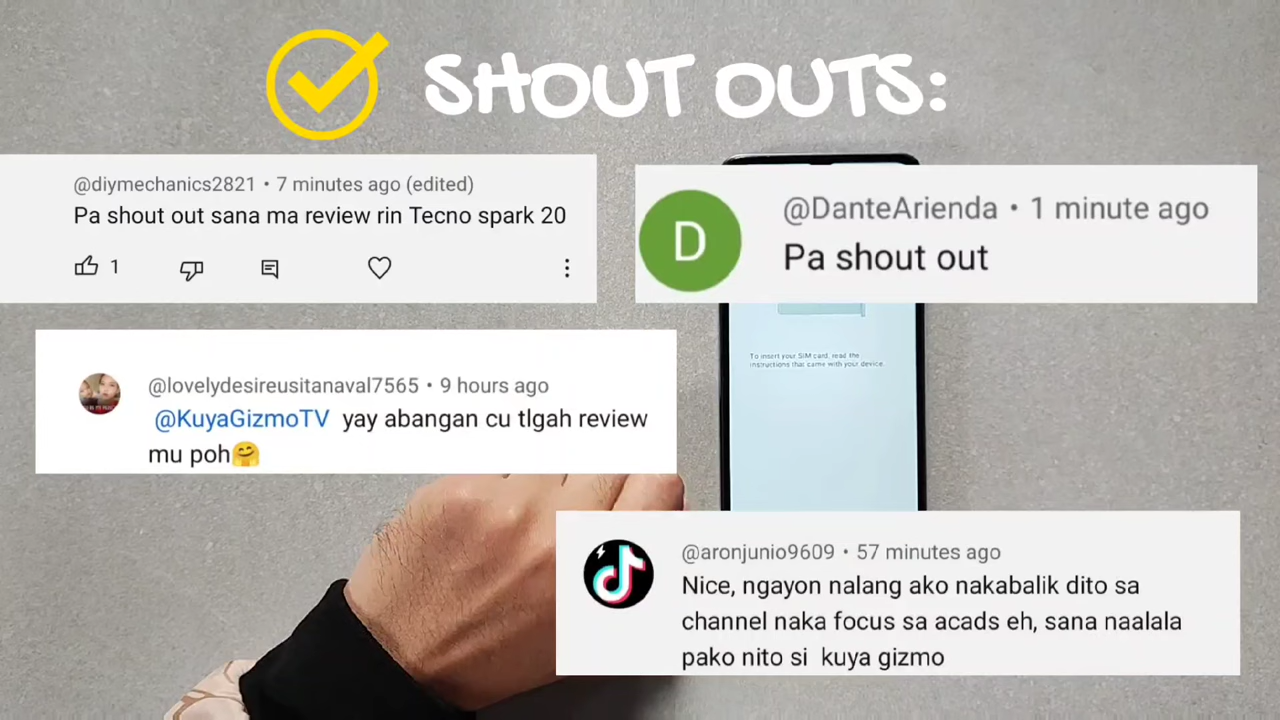 SHOUT OUTS:
@diymechanics2821 • 7 minutes ago (edited)
Pa shout out sana ma review rin Tecno spark 20
1
D
@DanteArienda • 1 minute ago
Pa shout out
To insert your SIM card, read the
instructions that came with your device.
@lovelydesireusitanaval7565 • 9 hours ago
@KuyaGizmoTV yay abangan cu tlgah review
mu poh🤗
@aronjunio9609 • 57 minutes ago
Nice, ngayon nalang ako nakabalik dito sa
channel naka focus sa acads eh, sana naalala
pako nito si kuya gizmo